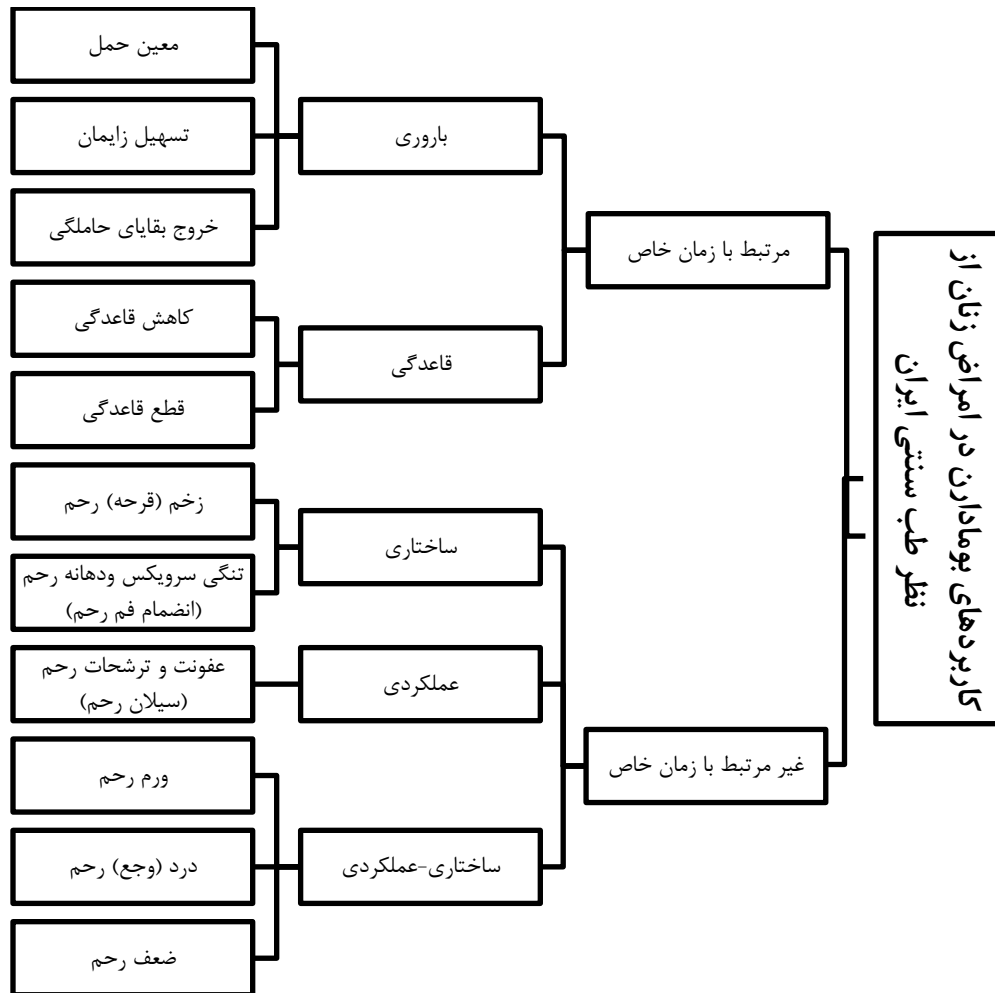 کاربردهای بومادارن در امراض زنان از
نظر طب سنتی ایران
مرتبط با زمان خاص
باروری
معین حمل
تسهیل زایمان
خروج بقایای حاملگی
قاعدگی
کاهش قاعدگی
قطع قاعدگی
غیر مرتبط با زمان خاص
ساختاری
زخم (قرحه) رحم
تنگی سرویکس ودهانه رحم
(انضمام فم رحم)
عملکردی
عفونت و ترشحات رحم
(سیلان رحم)
ساختاری-عملکردی
ورم رحم
درد (وجع) رحم
ضعف رحم